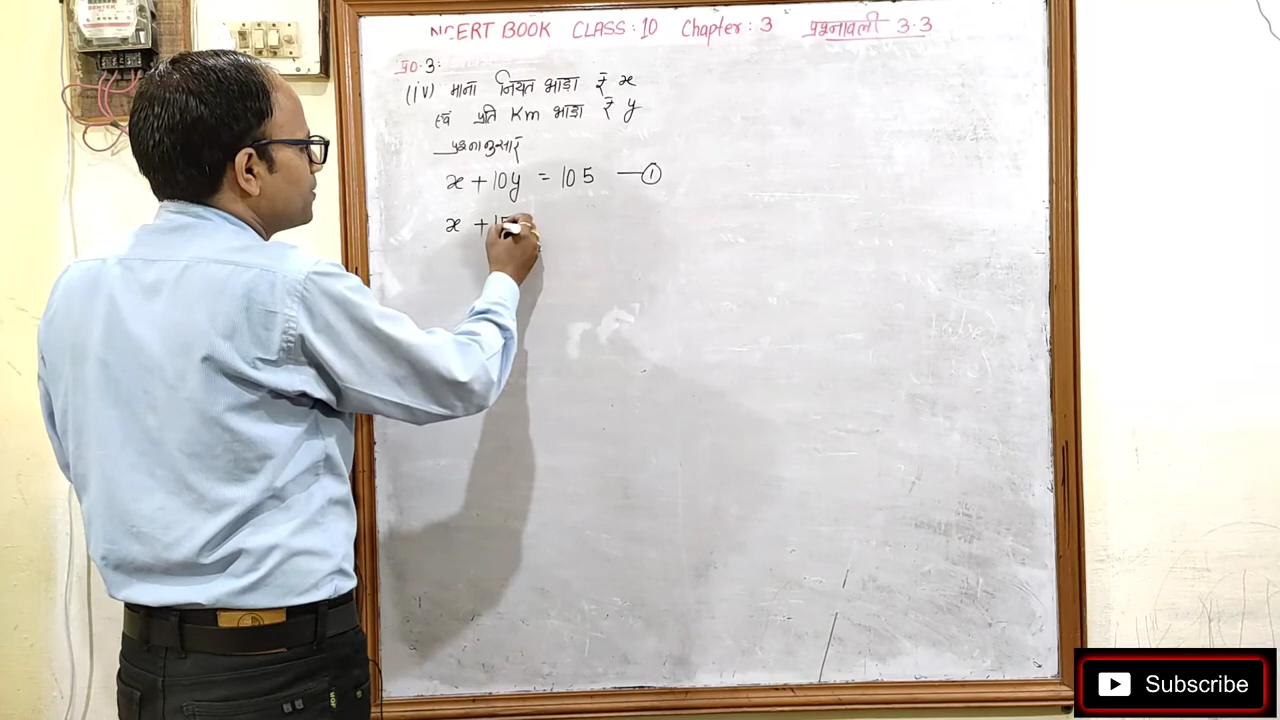 NCERT BOOK CLASS : 10 Chapter : 3 प्रश्नावली 3.3
प्र0.3:
(iv) माना नियत भाड़ा ₹ x
एवं प्रति Km भाड़ा ₹ y
प्रश्नानुसार
x + 10y = 105 —①
x + 15
Subscribe